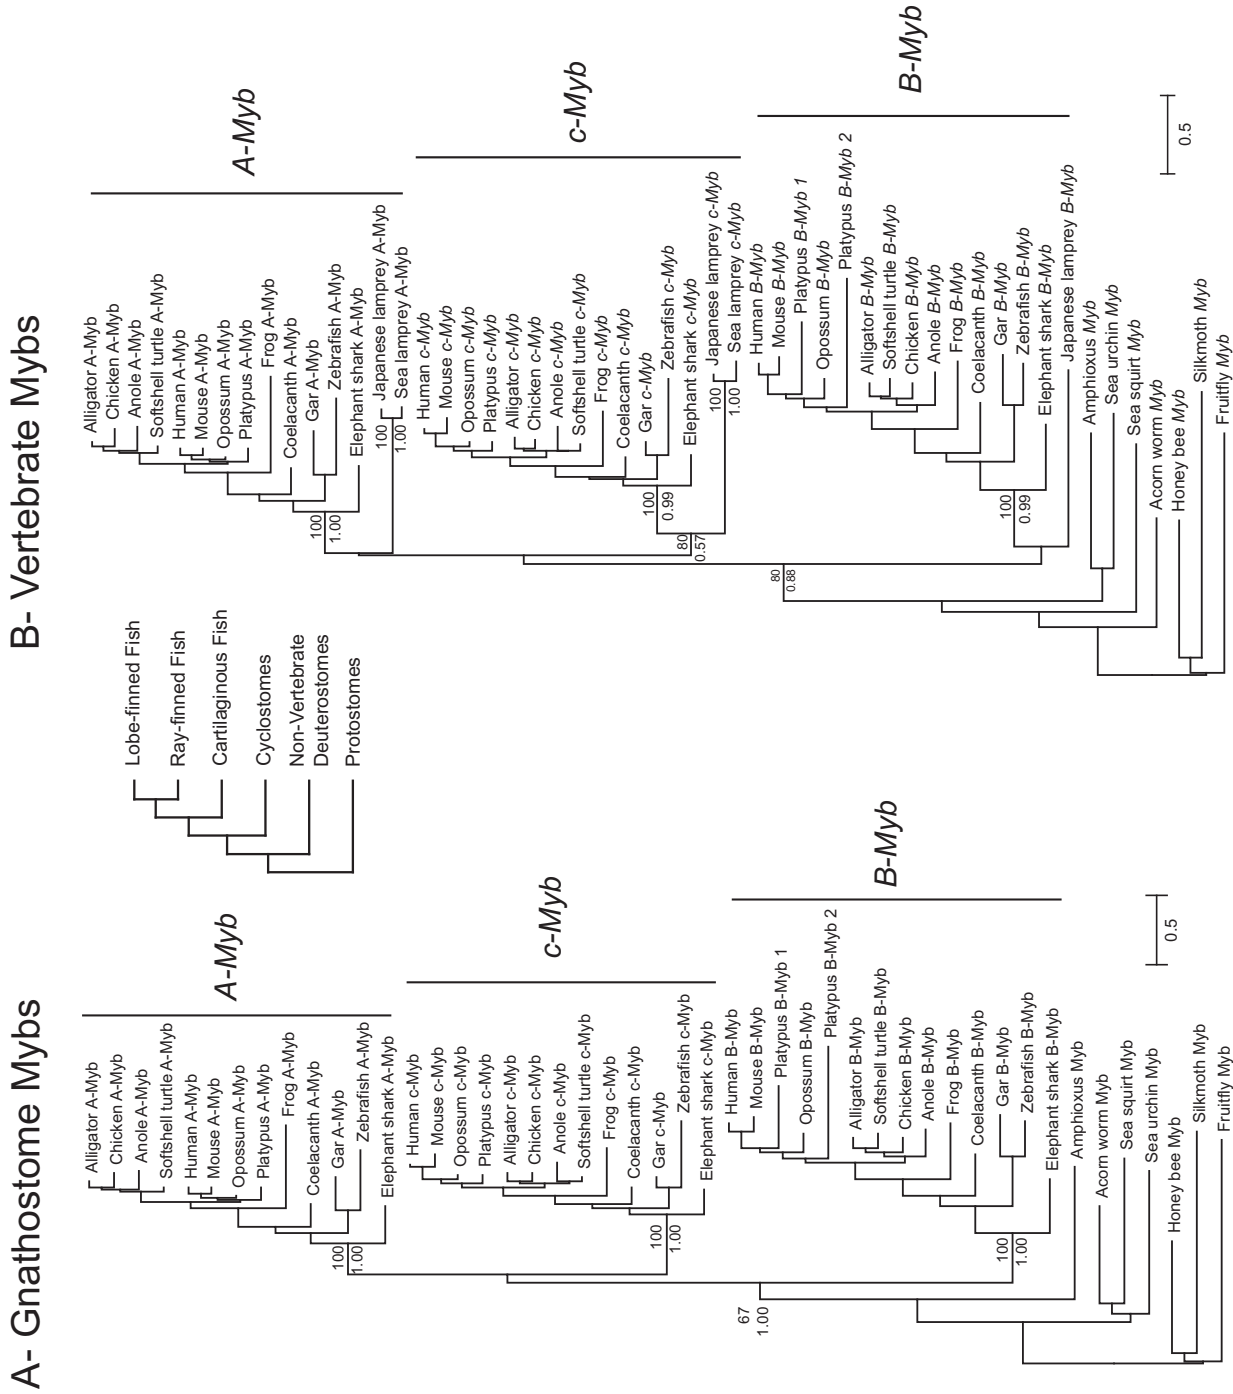 A- Gnathostome Mybs
Alligator A-Myb
Chicken A-Myb
Anole A-Myb
Softshell turtle A-Myb
Human A-Myb
Mouse A-Myb
Opossum A-Myb
Platypus A-Myb
Frog A-Myb
Coelacanth A-Myb
Gar A-Myb
Zebrafish A-Myb
Elephant shark A-Myb
100
1.00
A-Myb
Human c-Myb
Mouse c-Myb
Opossum c-Myb
Platypus c-Myb
Alligator c-Myb
Chicken c-Myb
Anole c-Myb
Softshell turtle c-Myb
Frog c-Myb
Coelacanth c-Myb
Gar c-Myb
Zebrafish c-Myb
Elephant shark c-Myb
100
1.00
c-Myb
Human B-Myb
Mouse B-Myb
Platypus B-Myb 1
Opossum B-Myb
Platypus B-Myb 2
Alligator B-Myb
Softshell turtle B-Myb
Chicken B-Myb
Anole B-Myb
Frog B-Myb
Coelacanth B-Myb
Gar B-Myb
Zebrafish B-Myb
Elephant shark B-Myb
100
1.00
B-Myb
67
1.00
Amphioxus Myb
Acorn worm Myb
Sea squirt Myb
Sea urchin Myb
Honey bee Myb
Silkmoth Myb
Fruitfly Myb
0.5
Lobe-finned Fish
Ray-finned Fish
Cartilaginous Fish
Cyclostomes
Non-Vertebrate
Deuterostomes
Protostomes
B- Vertebrate Mybs
Alligator A-Myb
Chicken A-Myb
Anole A-Myb
Softshell turtle A-Myb
Human A-Myb
Mouse A-Myb
Opossum A-Myb
Platypus A-Myb
Frog A-Myb
Coelacanth A-Myb
Gar A-Myb
Zebrafish A-Myb
Elephant shark A-Myb
Japanese lamprey A-Myb
Sea lamprey A-Myb
100
1.00
100
1.00
A-Myb
Human c-Myb
Mouse c-Myb
Opossum c-Myb
Platypus c-Myb
Alligator c-Myb
Chicken c-Myb
Anole c-Myb
Softshell turtle c-Myb
Frog c-Myb
Coelacanth c-Myb
Gar c-Myb
Zebrafish c-Myb
Elephant shark c-Myb
Japanese lamprey c-Myb
Sea lamprey c-Myb
100
0.99
80
0.57
100
1.00
c-Myb
Human B-Myb
Mouse B-Myb
Platypus B-Myb 1
Opossum B-Myb
Platypus B-Myb 2
Alligator B-Myb
Softshell turtle B-Myb
Chicken B-Myb
Anole B-Myb
Frog B-Myb
Coelacanth B-Myb
Gar B-Myb
Zebrafish B-Myb
Elephant shark B-Myb
Japanese lamprey B-Myb
80
0.88
100
0.99
B-Myb
Amphioxus Myb
Sea urchin Myb
Sea squirt Myb
Acorn worm Myb
Honey bee Myb
Silkmoth Myb
Fruitfly Myb
0.5